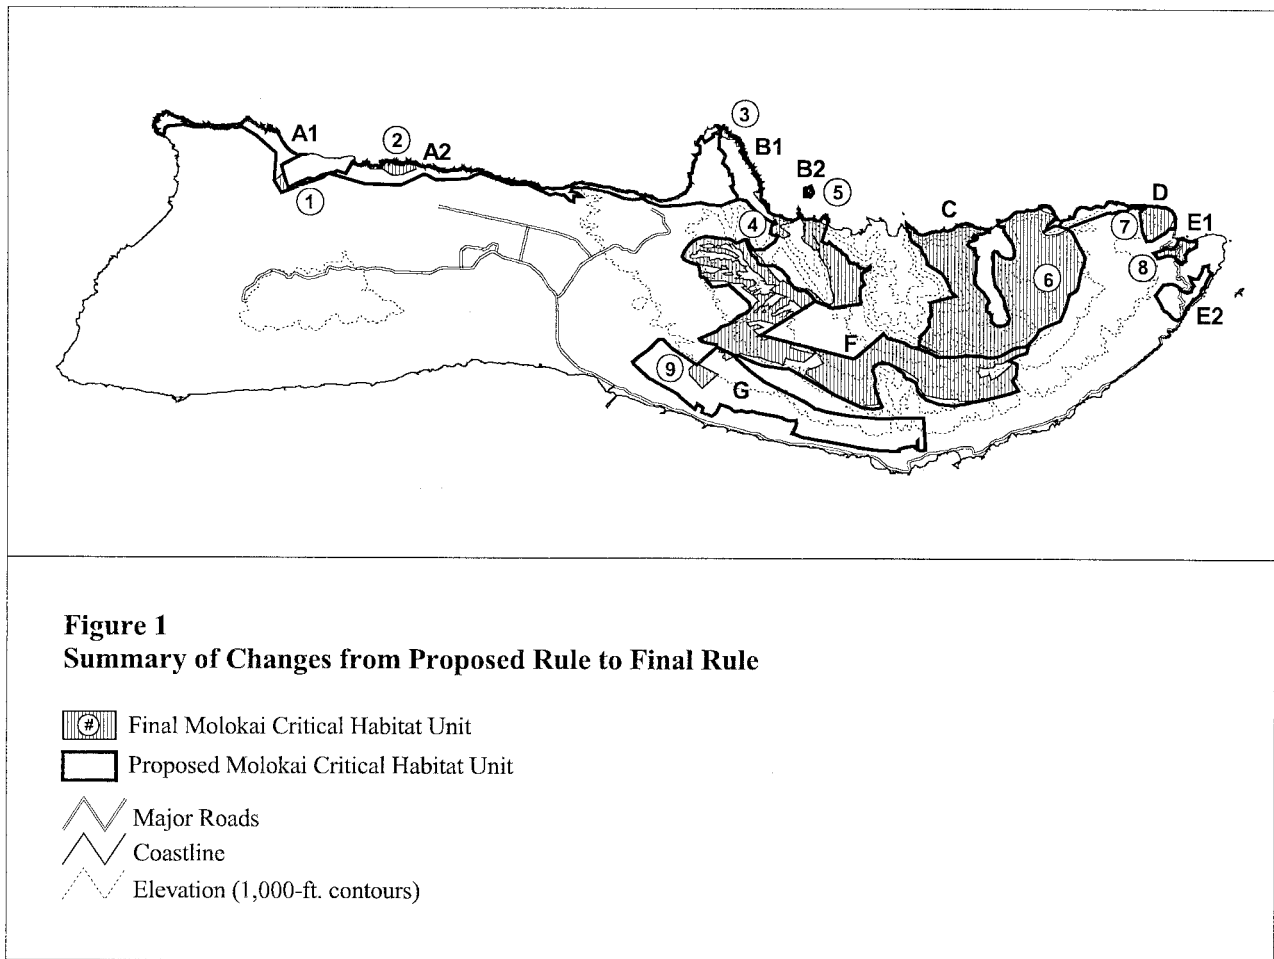 3
A1
2
A2
B1
B2
5
1
C
D
E1
7
4
8
6
E2
F
9
G
Figure 1
Summary of Changes from Proposed Rule to Final Rule
# Final Molokai Critical Habitat Unit
Proposed Molokai Critical Habitat Unit
Major Roads
Coastline
Elevation (1,000-ft. contours)